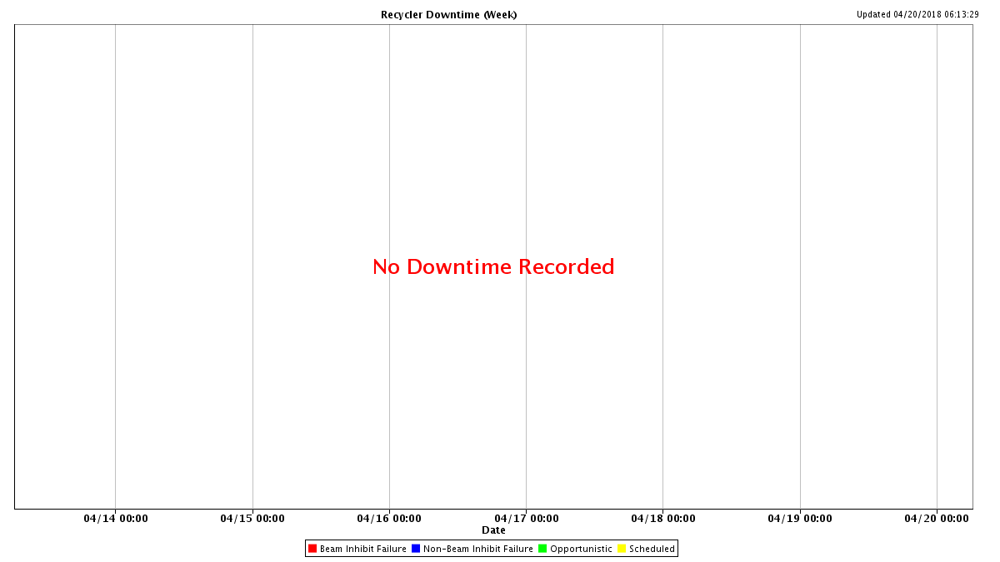 Recycler Downtime (Week)
Updated 04/20/2018 06:13:29
No Downtime Recorded
04/14 00:00 04/15 00:00 04/16 00:00 04/17 00:00 04/18 00:00 04/19 00:00 04/20 00:00
Date
Beam Inhibit Failure Non-Beam Inhibit Failure Opportunistic Scheduled